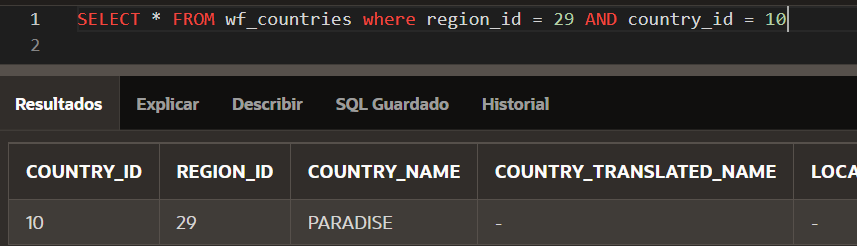 1 SELECT * FROM wf_countries where region_id = 29 AND country_id = 10
2
Resultados Explicar Describir SQL Guardado Historial
COUNTRY_ID REGION_ID COUNTRY_NAME COUNTRY_TRANSLATED_NAME LOCA
10 29 PARADISE - -